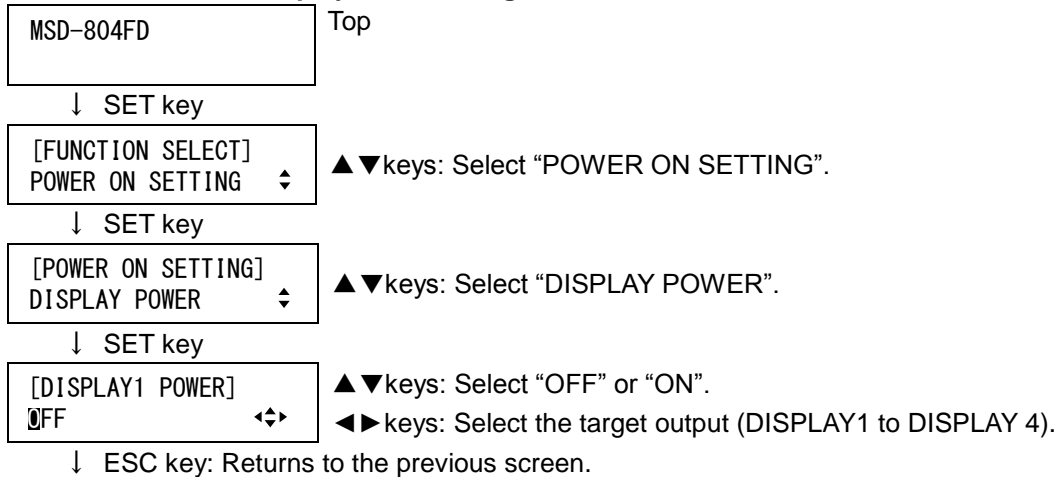 MSD-804FD
Top
↓ SET key
[FUNCTION SELECT]
POWER ON SETTING
▲▼keys: Select “POWER ON SETTING”.
↓ SET key
[POWER ON SETTING]
DISPLAY POWER
▲▼keys: Select “DISPLAY POWER”.
↓ SET key
[DISPLAY1 POWER]
OFF
▲▼keys: Select “OFF” or “ON”.
◄►keys: Select the target output (DISPLAY1 to DISPLAY 4).
↓ ESC key: Returns to the previous screen.